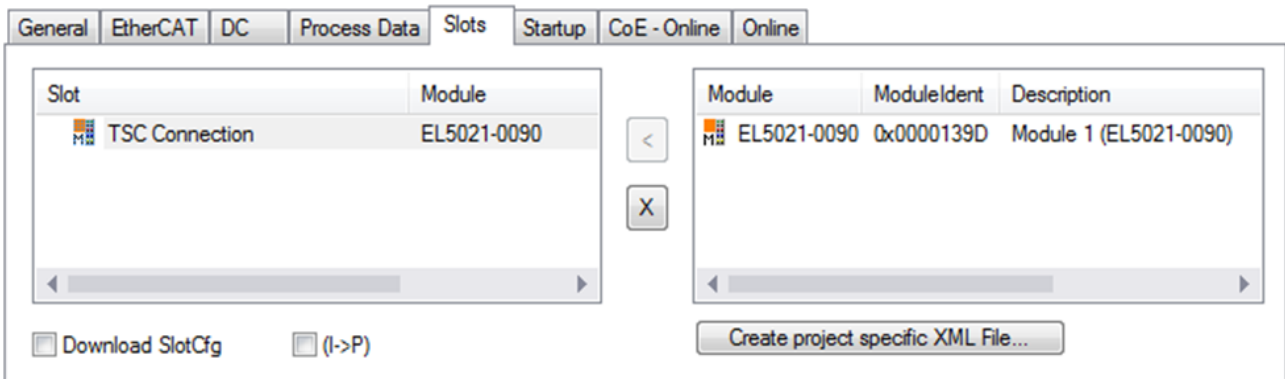 General EtherCAT DC Process Data Slots Startup CoE - Online Online
Slot Module
TSC Connection EL5021-0090
<
X
Module ModuleIdent Description
EL5021-0090 0x0000139D Module 1 (EL5021-0090)
Download SlotCfg (I->P)
Create project specific XML File...